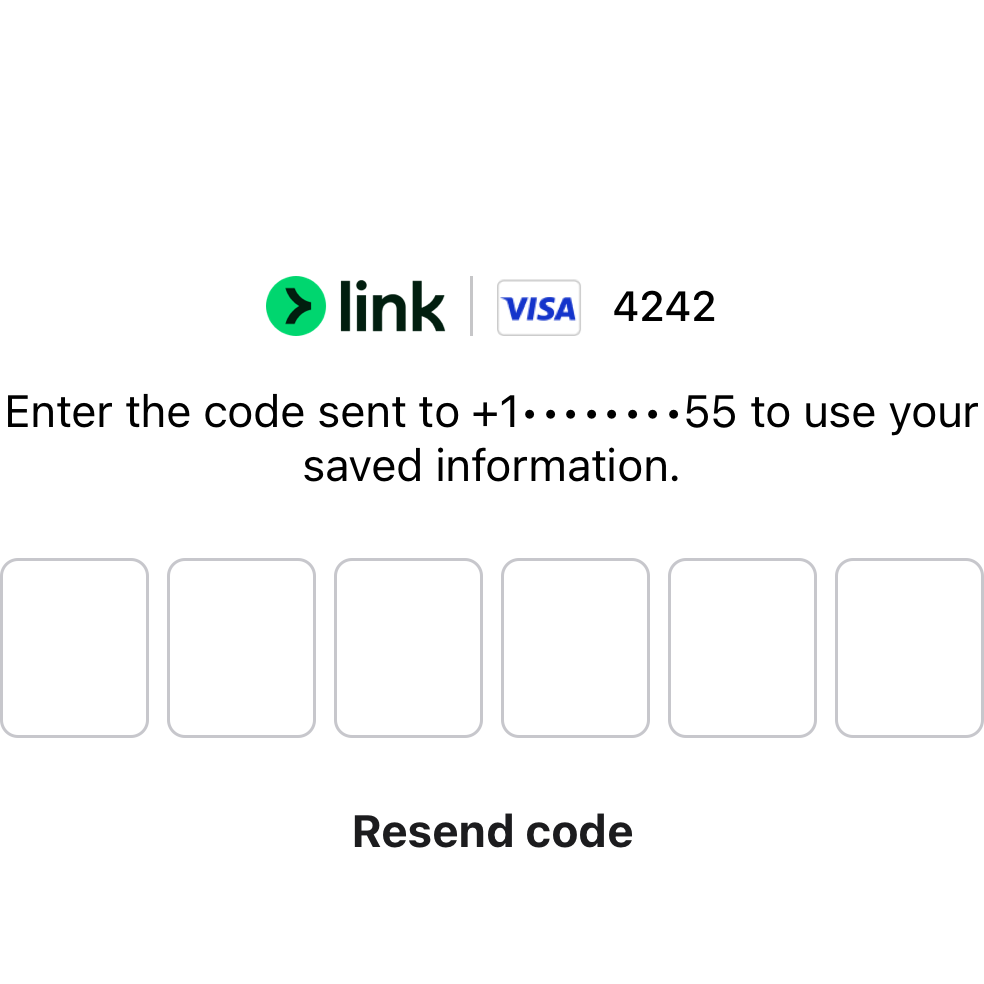 link VISA 4242
Enter the code sent to +1••••••••55 to use your
saved information.
Resend code